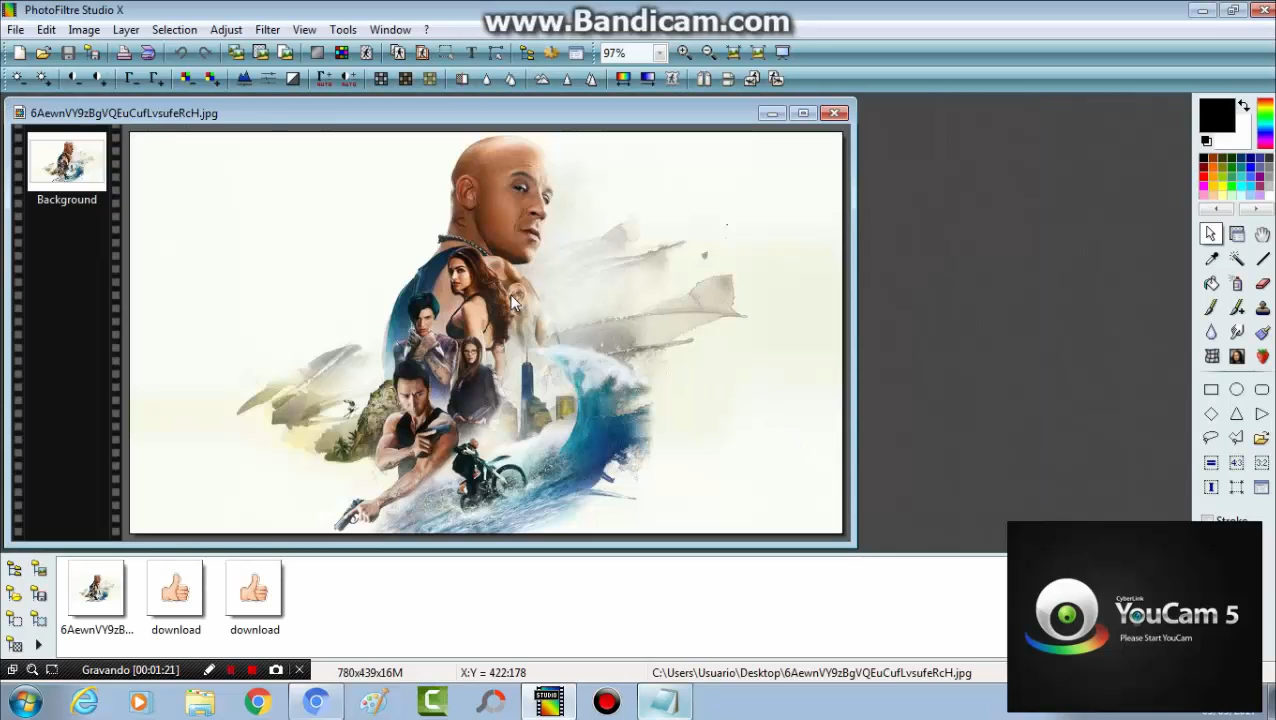 PhotoFiltre Studio X
www.Bandicam.com
File Edit Image Layer Selection Adjust Filter View Tools Window ?
97%
6AewnVY9zBgVQEuCufLvsufeRcH.jpg
Background
6AewnVY9zB... download download
CyberLink
YouCam 5
Please Start YouCam
Gravando [00:01:21]
780x439x16M
X:Y = 422:178
C:\Users\Usuario\Desktop\6AewnVY9zBgVQEuCufLvsufeRcH.jpg
STUDIO